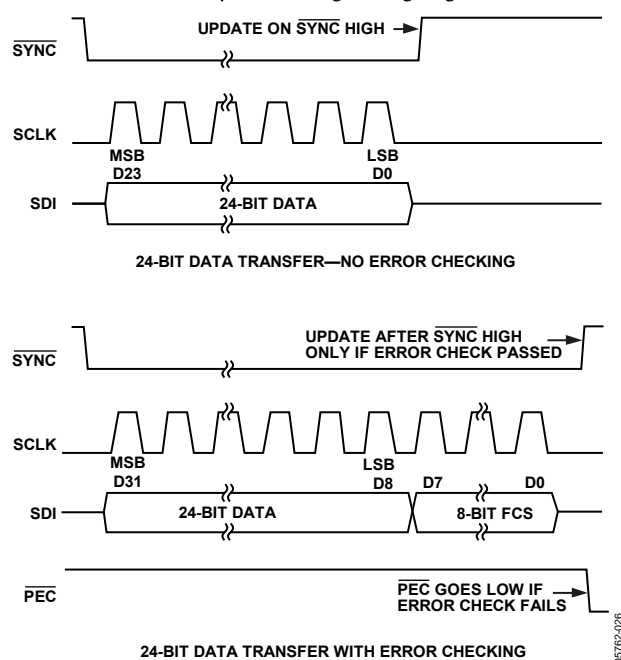 UPDATE ON SYNC HIGH
SYNC
SCLK
MSB
D23
LSB
D0
SDI
24-BIT DATA
24-BIT DATA TRANSFER—NO ERROR CHECKING
UPDATE AFTER SYNC HIGH
ONLY IF ERROR CHECK PASSED
SYNC
SCLK
MSB
D31
LSB
D8
D7
D0
SDI
24-BIT DATA
8-BIT FCS
PEC
PEC GOES LOW IF
ERROR CHECK FAILS
24-BIT DATA TRANSFER WITH ERROR CHECKING
05762-026